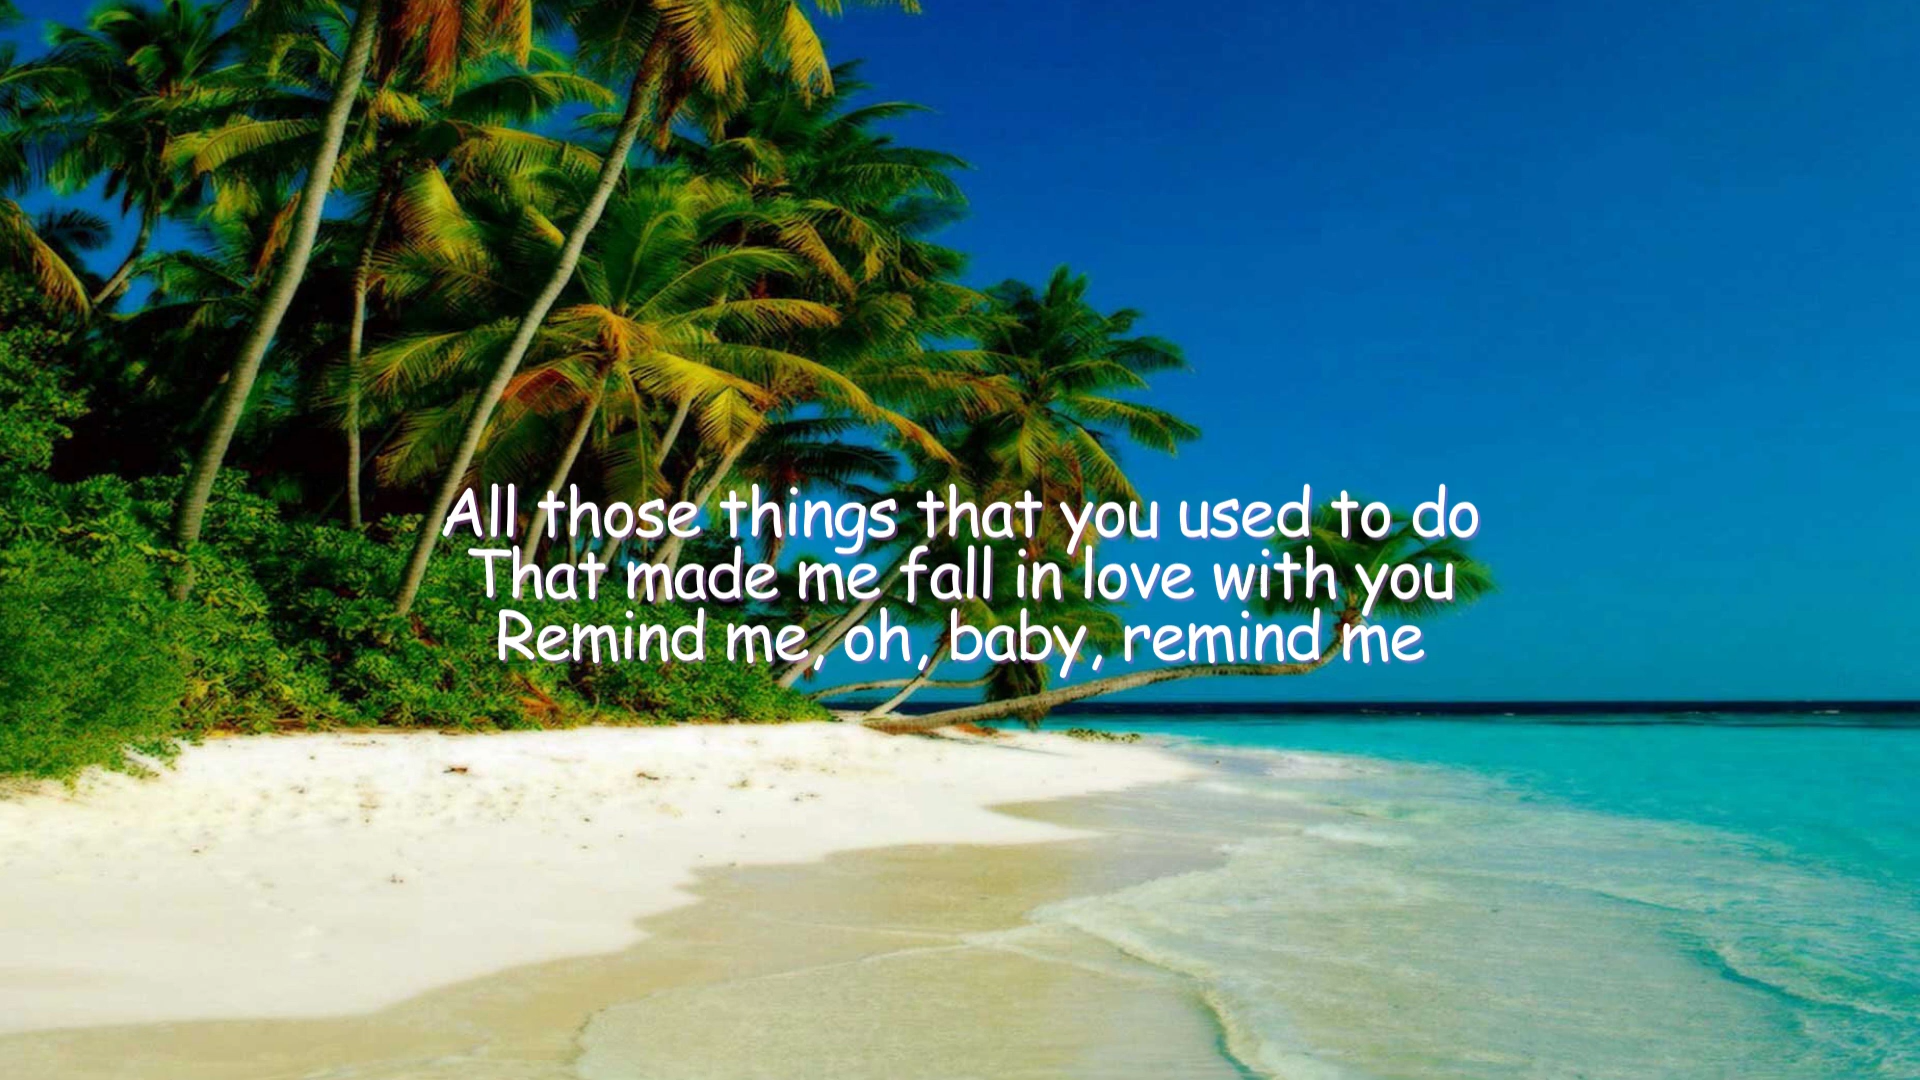 All those things that you used to do
That made me fall in love with you
Remind me, oh, baby, remind me